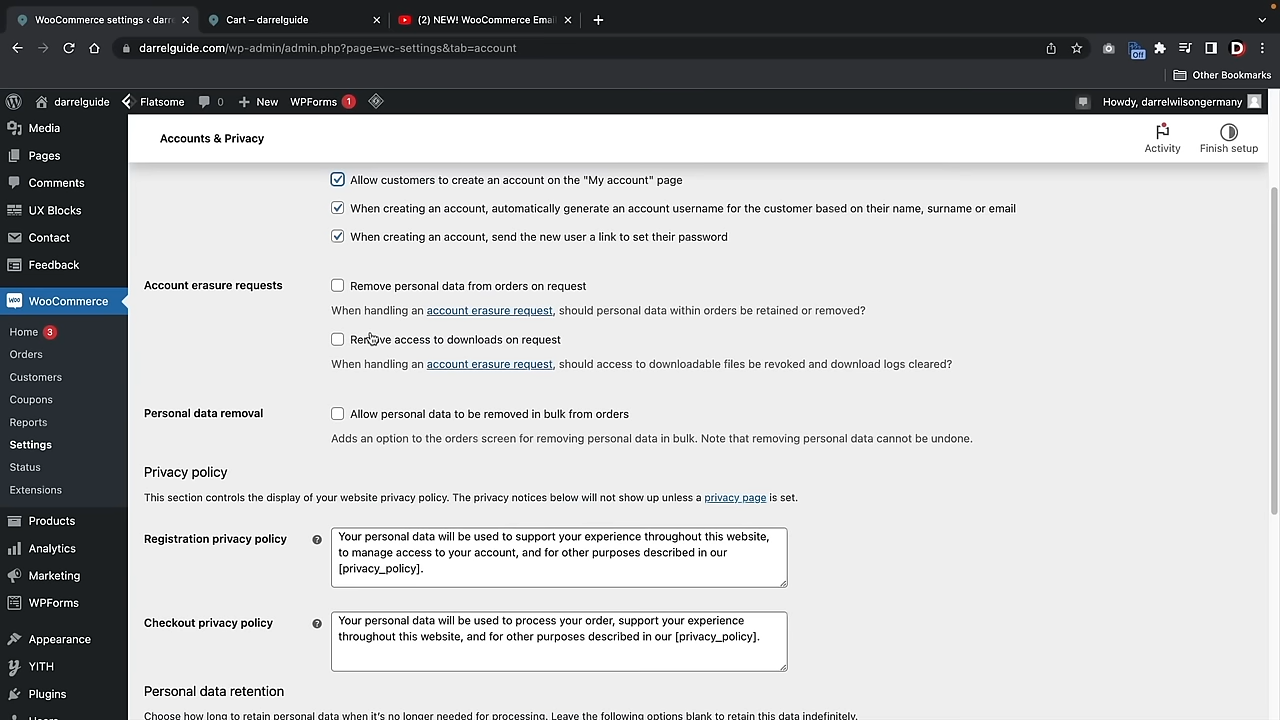 WooCommerce settings ‹ darre
Cart – darrelguide
(2) NEW! WooCommerce Emai
darrelguide.com/wp-admin/admin.php?page=wc-settings&tab=account
Off
D
Other Bookmarks
darrelguide
Flatsome
0
New
WPForms 1
Howdy, darrelwilsongermany
Media
Pages
Comments
UX Blocks
Contact
Feedback
WooCommerce
Home 3
Orders
Customers
Coupons
Reports
Settings
Status
Extensions
Products
Analytics
Marketing
WPForms
Appearance
YITH
Plugins
Accounts & Privacy
Activity
Finish setup
Allow customers to create an account on the "My account" page
When creating an account, automatically generate an account username for the customer based on their name, surname or email
When creating an account, send the new user a link to set their password
Account erasure requests
Remove personal data from orders on request
When handling an account erasure request, should personal data within orders be retained or removed?
Remove access to downloads on request
When handling an account erasure request, should access to downloadable files be revoked and download logs cleared?
Personal data removal
Allow personal data to be removed in bulk from orders
Adds an option to the orders screen for removing personal data in bulk. Note that removing personal data cannot be undone.
Privacy policy
This section controls the display of your website privacy policy. The privacy notices below will not show up unless a privacy page is set.
Registration privacy policy
Your personal data will be used to support your experience throughout this website,
to manage access to your account, and for other purposes described in our
[privacy_policy].
Checkout privacy policy
Your personal data will be used to process your order, support your experience
throughout this website, and for other purposes described in our [privacy_policy].
Personal data retention
Choose how long to retain personal data when it's no longer needed for processing. Leave the following options blank to retain this data indefinitely.